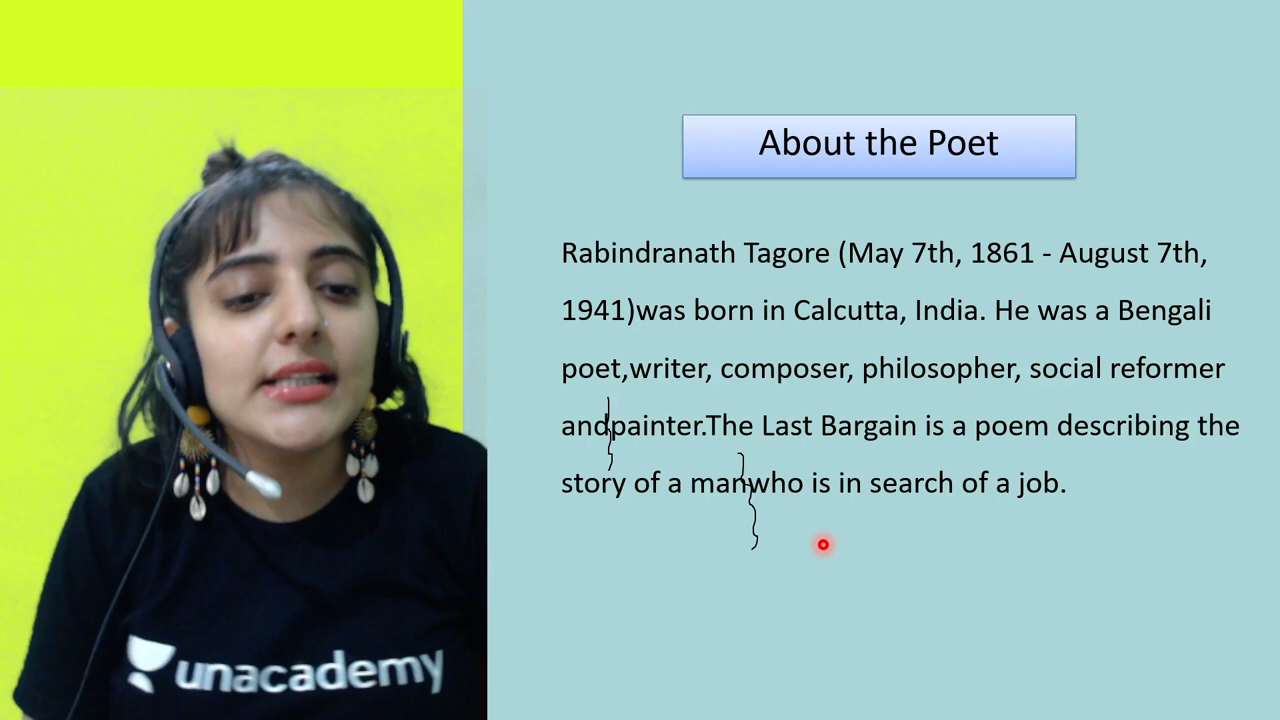 About the Poet
Rabindranath Tagore (May 7th, 1861 - August 7th,
1941)was born in Calcutta, India. He was a Bengali
poet,writer, composer, philosopher, social reformer
andpainter.The Last Bargain is a poem describing the
story of a manwho is in search of a job.
unacademy